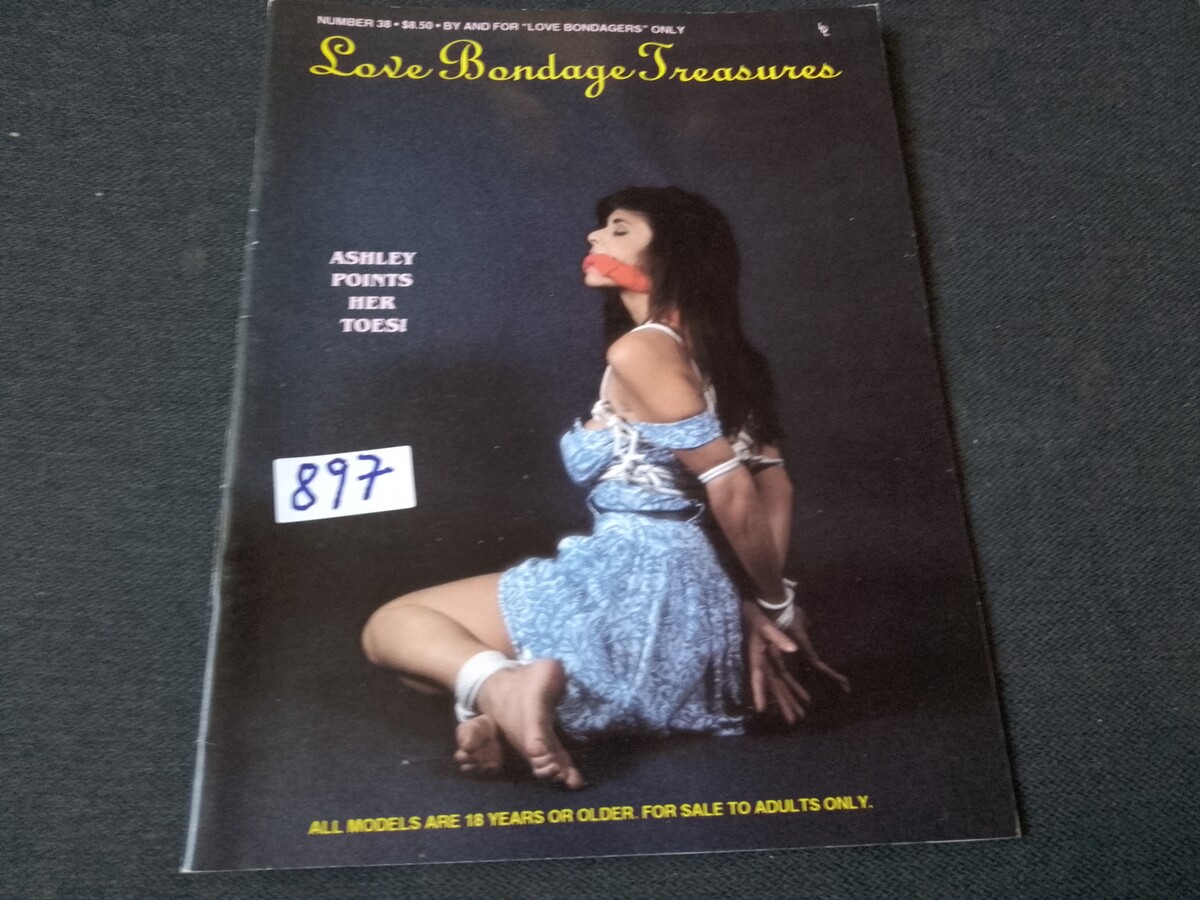 NUMBER 38 • $8.50 • BY AND FOR "LOVE BONDAGERS" ONLY
Love Bondage Treasures
ASHLEY
POINTS
HER
TOES!
897
ALL MODELS ARE 18 YEARS OR OLDER. FOR SALE TO ADULTS ONLY.